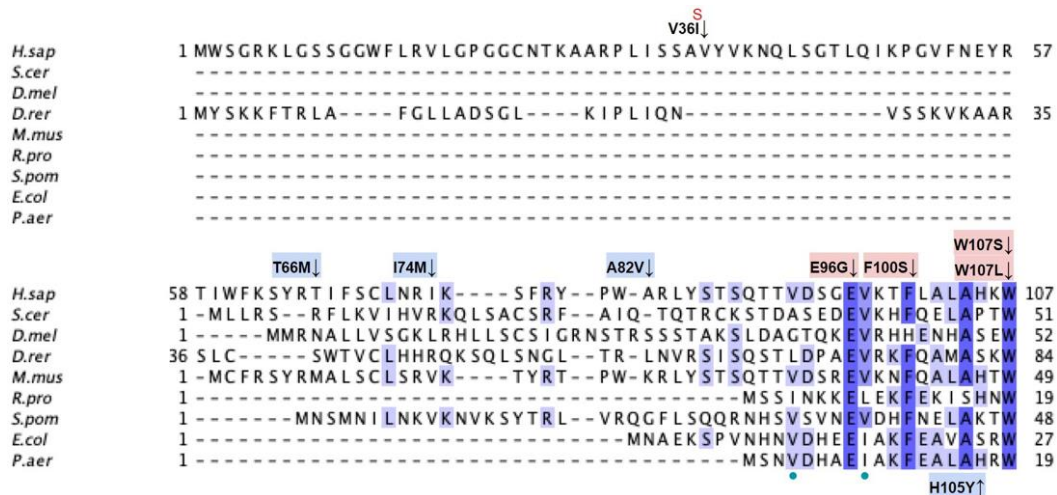 S
V36I↓
H.sap 1 MWSGRKLGSSGGWFLRVLGPGGCNTKAARPLISSAVYVKNQLSGTLQIKPGVFNEYR 57
S.cer ---------------------------------------------------------
D.mel ---------------------------------------------------------
D.rer 1 MYSKKFTRLA----FGLLADSGL----KIPLIQN--------------VSSKVKAAR 35
M.mus ---------------------------------------------------------
R.pro ---------------------------------------------------------
S.pom ---------------------------------------------------------
E.col ---------------------------------------------------------
P.aer ---------------------------------------------------------
W107S↓
T66M↓ I74M↓ A82V↓ E96G↓ F100S↓ W107L↓
H.sap 58 TIWFKSYRTIFSCLNRIK----SFRY--PW-ARLYSTSQTTVDSGEVKTFLALAHKW 107
S.cer 1 -MLLRS--RFLKVIHVRKQLSACSRF--AIQ-TQTRCKSTDASEDEVKHFQELAPTW 51
D.mel 1 -----MMRNALLVSGKLRHLLSCSIGRNSTRSSSTAKSLDAGTQKEVRHHENHASEW 52
D.rer 36 SLC-----SWTVCLHHRQKSQLSNGL--TR-LNVRSISQSTLDPAEVRKFQAMASKW 84
M.mus 1 -MCFRSYRMALSCLSRVK----TYRT--PW-KRLYSTSQTTVDSREVKNFQALAHTW 49
R.pro 1 --------------------------------------MSSINKKELEKFEKISHNW 19
S.pom 1 -------MNSMNILNKVKNVKSYTRL--VRQGFLSQQRNHSVSVNEVDHFNELAKTW 48
E.col 1 ------------------------------MNAEKSPVNHNVDHEEIAKFEAVASRW 27
P.aer 1 --------------------------------------MSNVDHAEIAKFEALAHRW 19
H105Y↑